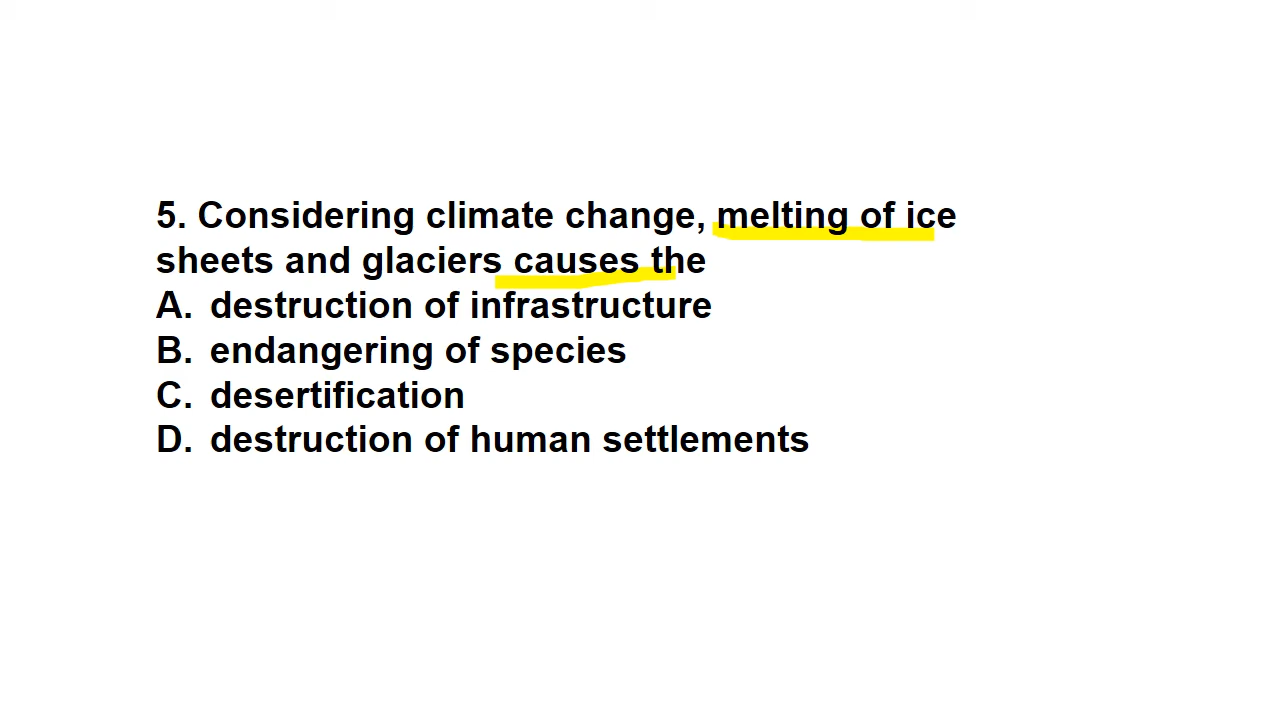 5. Considering climate change, melting of ice
sheets and glaciers causes the
A. destruction of infrastructure
B. endangering of species
C. desertification
D. destruction of human settlements